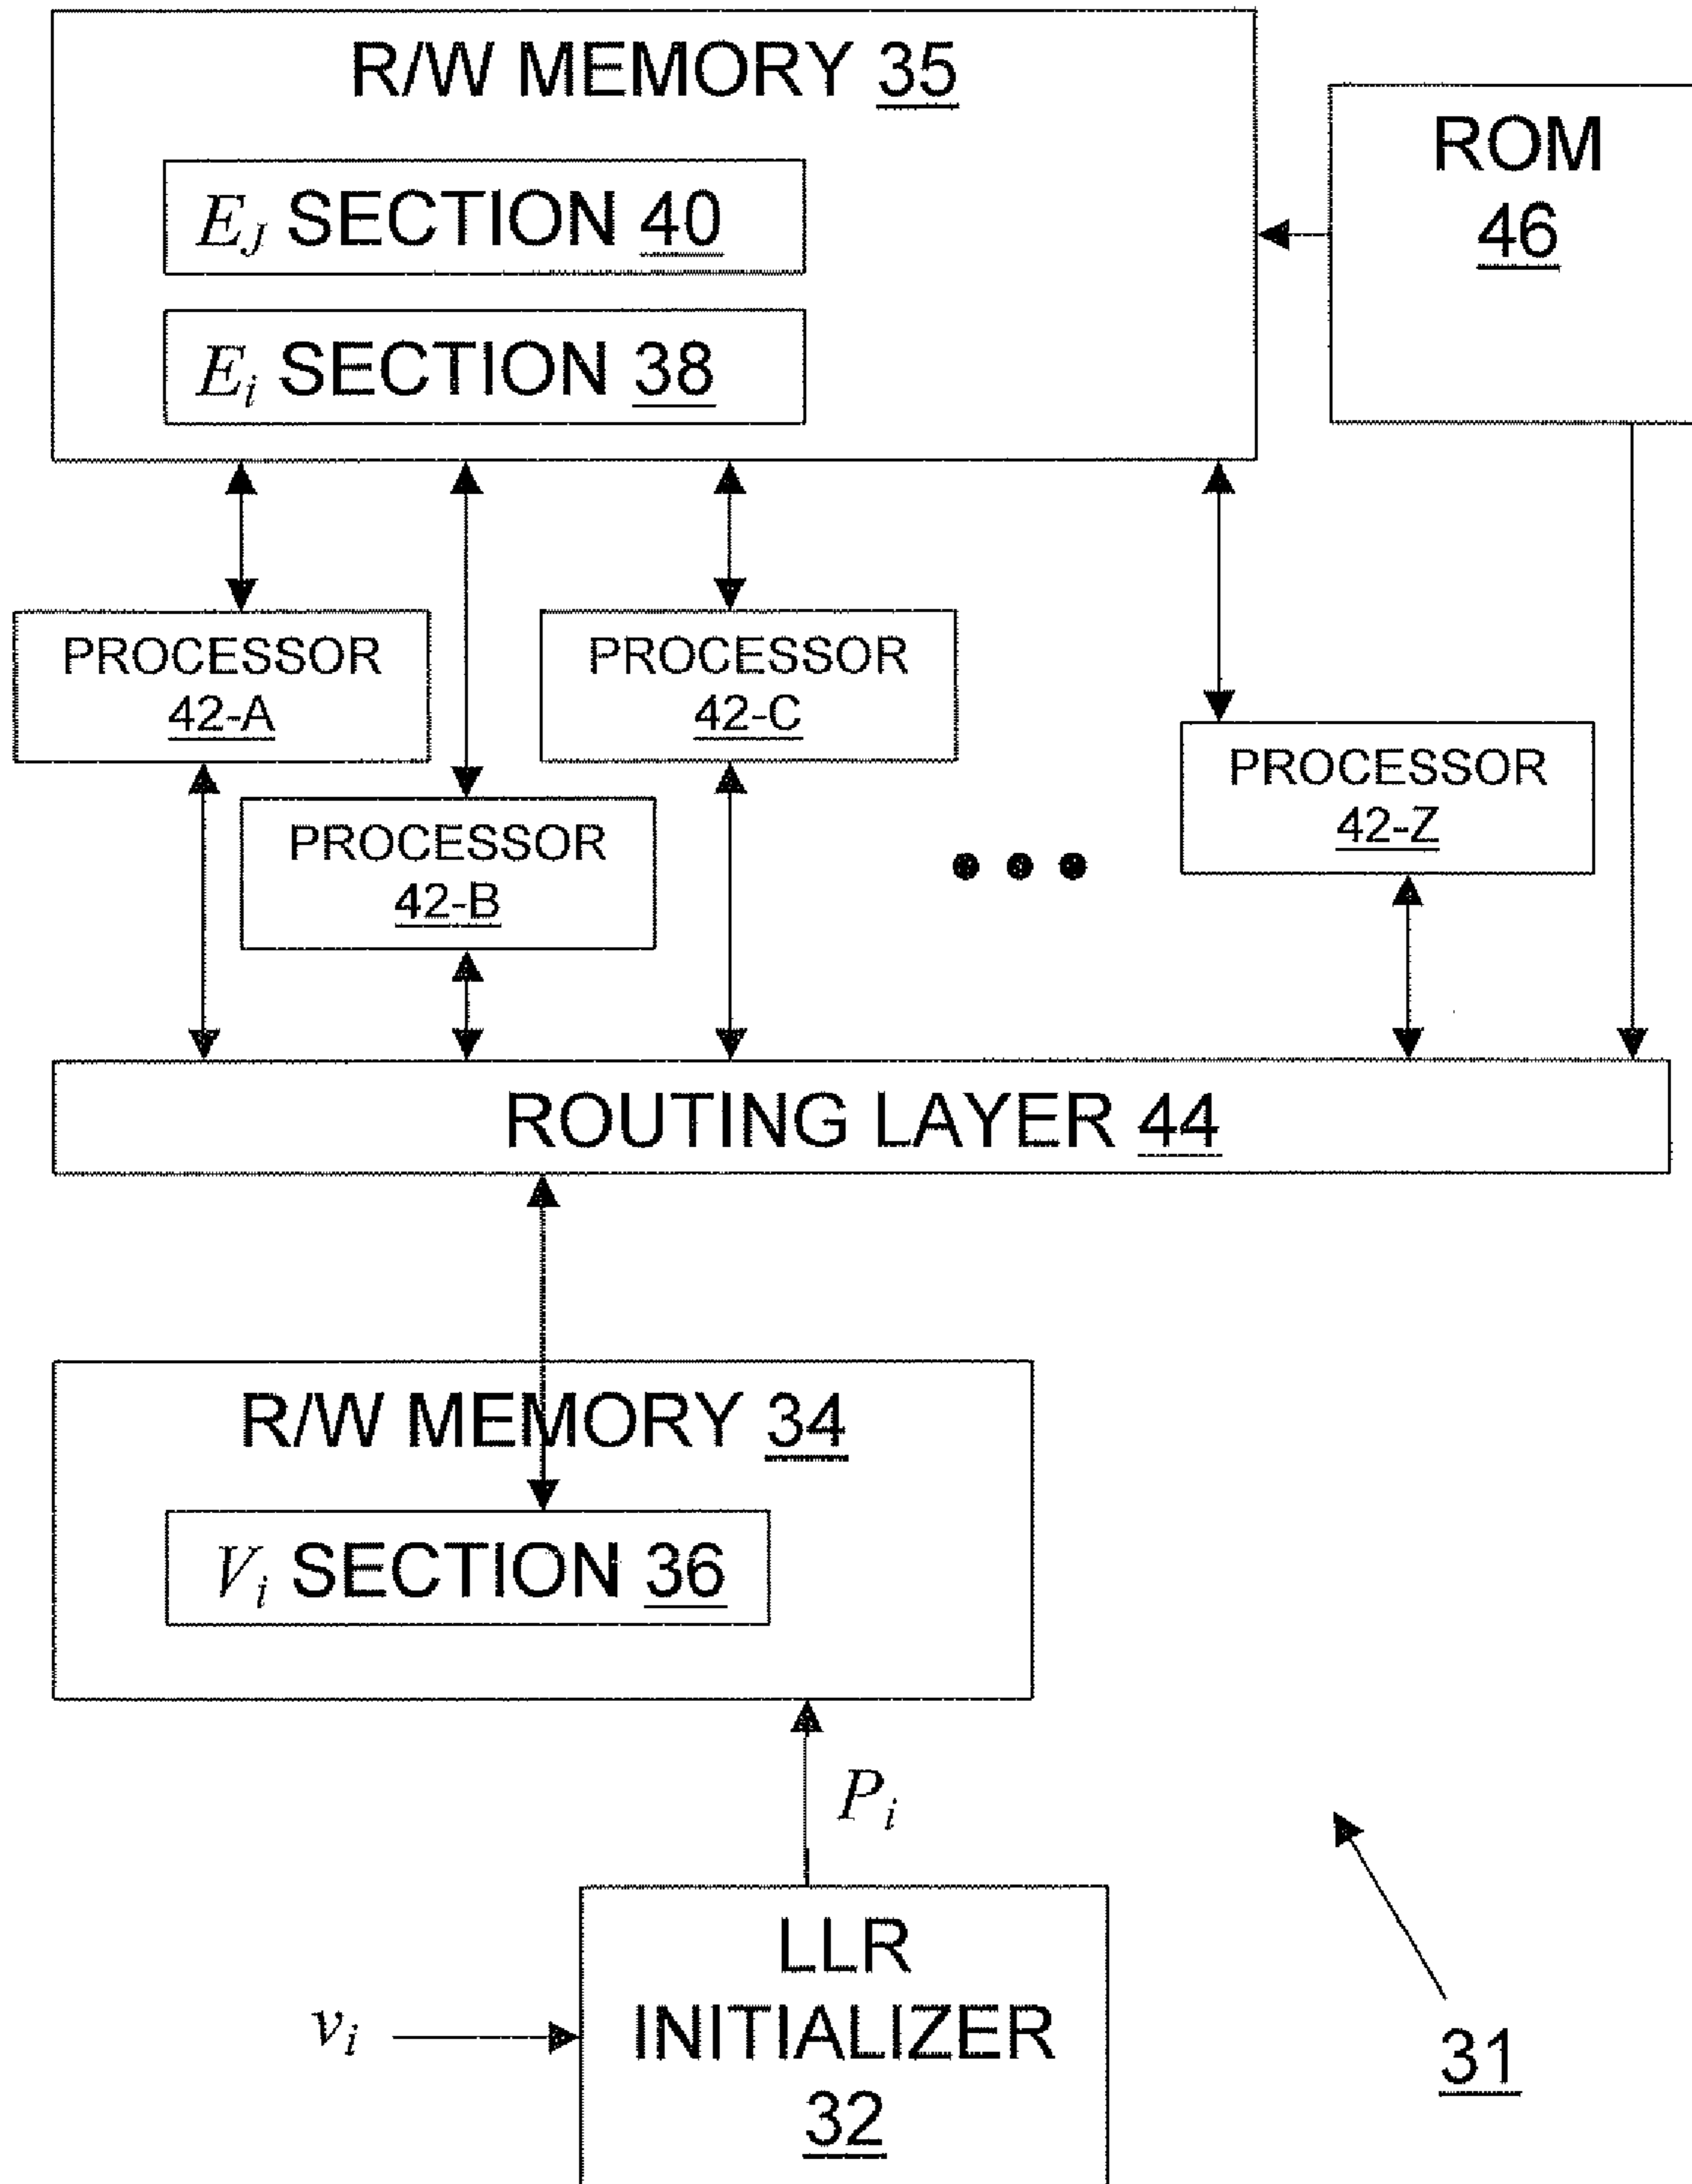 R/W MEMORY 35
ROM
46
E_J SECTION 40
E_i SECTION 38
PROCESSOR
42-A
PROCESSOR
42-C
PROCESSOR
42-Z
PROCESSOR
42-B
ROUTING LAYER 44
R/W MEMORY 34
V_i SECTION 36
P_i
LLR
INITIALIZER
32
v_i
31